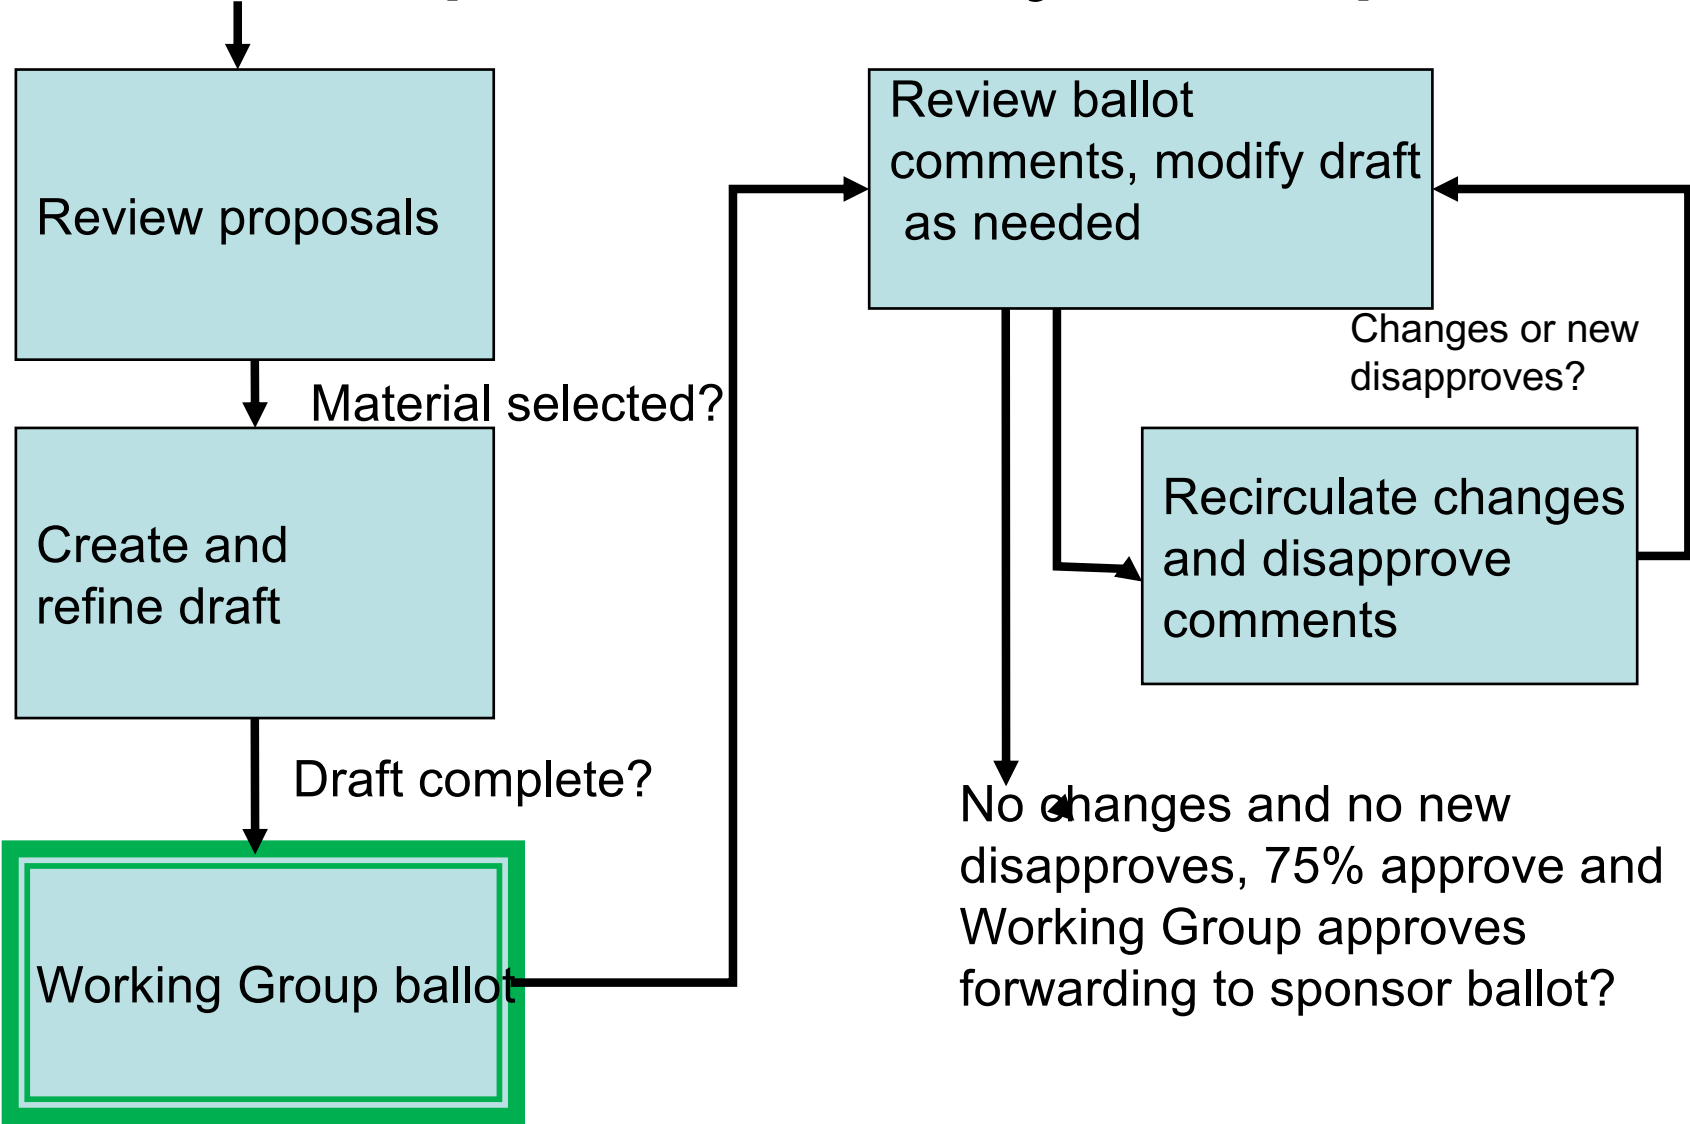 Review proposals
Material selected?
Create and
refine draft
Draft complete?
Working Group ballot
Review ballot
comments, modify draft
as needed
Changes or new
disapproves?
Recirculate changes
and disapprove
comments
No changes and no new
disapproves, 75% approve and
Working Group approves
forwarding to sponsor ballot?